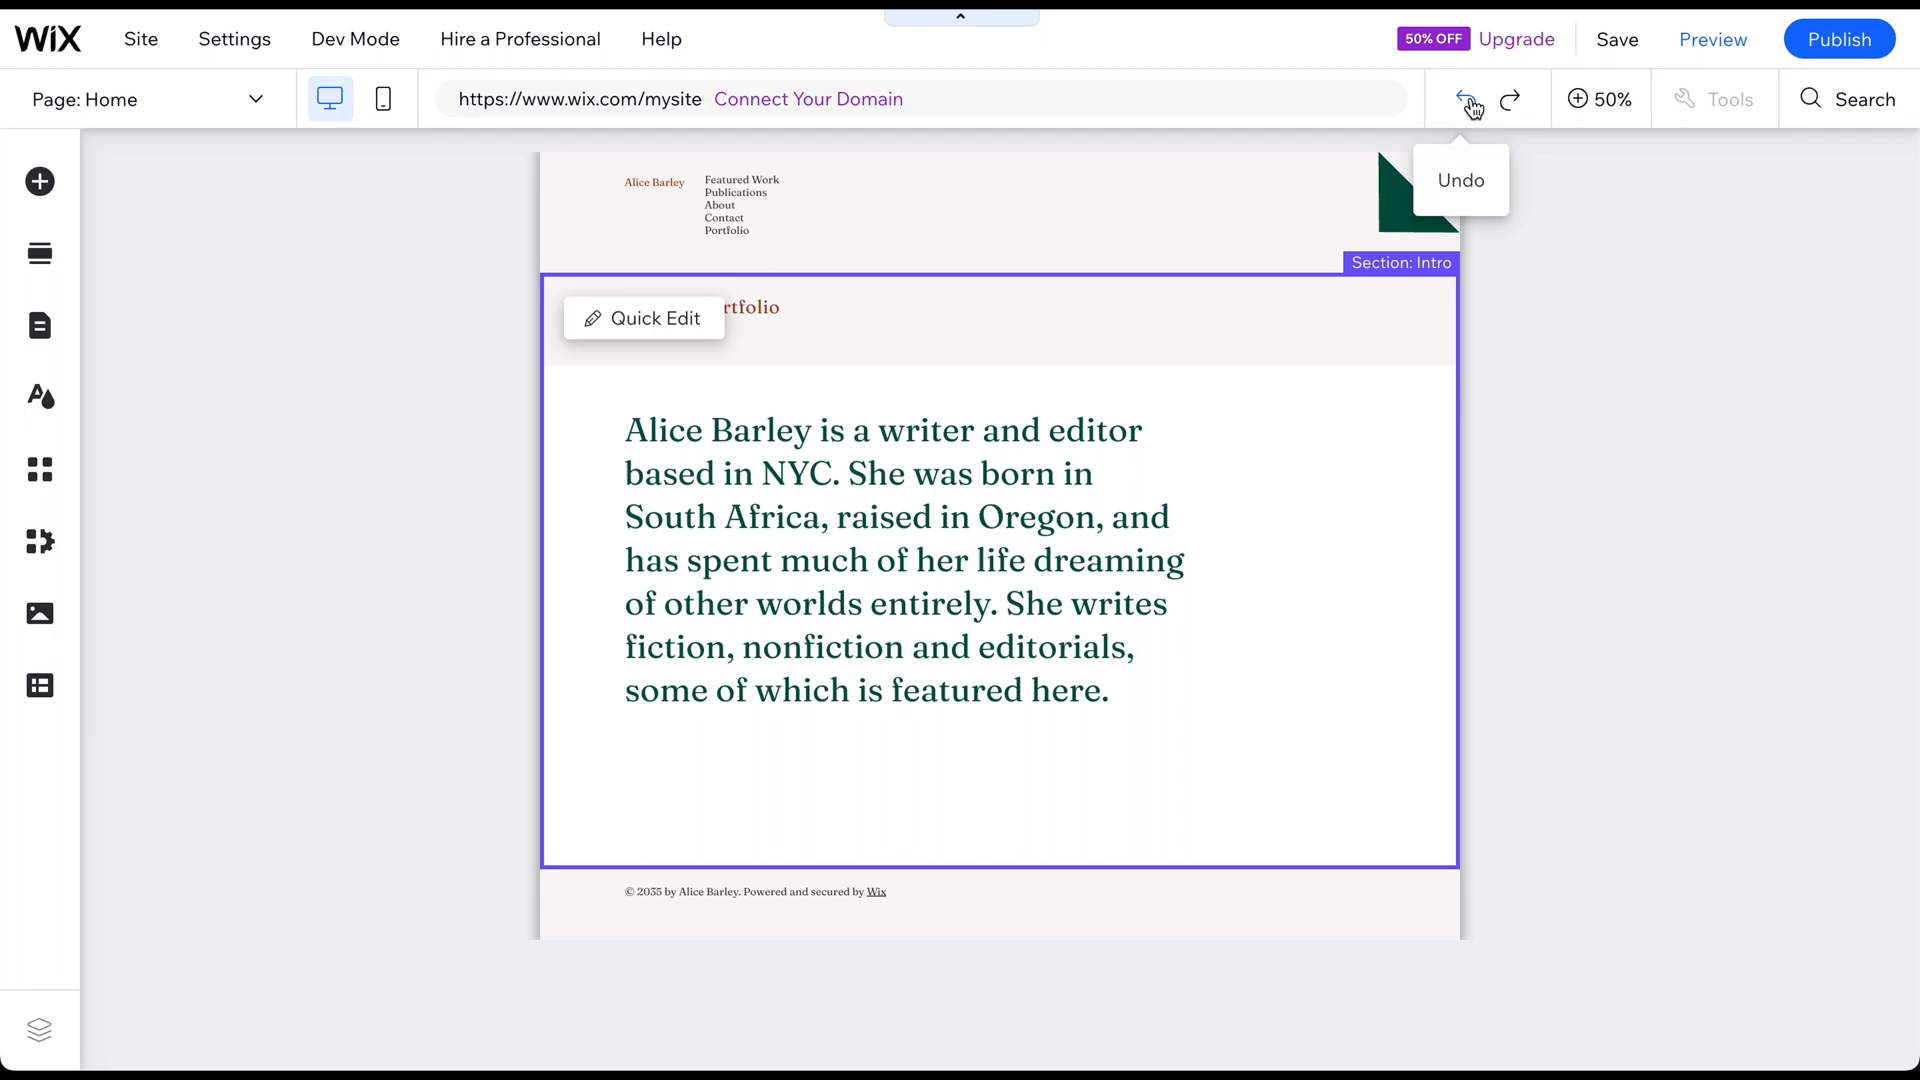 WiX
Site
Settings
Dev Mode
Hire a Professional
Help
50% OFF Upgrade
Save
Preview
Publish
Page: Home
https://www.wix.com/mysite Connect Your Domain
50%
Tools
Search
Undo
Alice Barley
Featured Work
Publications
About
Contact
Portfolio
Section: Intro
Quick Edit
rtfolio
Alice Barley is a writer and editor
based in NYC. She was born in
South Africa, raised in Oregon, and
has spent much of her life dreaming
of other worlds entirely. She writes
fiction, nonfiction and editorials,
some of which is featured here.
© 2035 by Alice Barley. Powered and secured by Wix